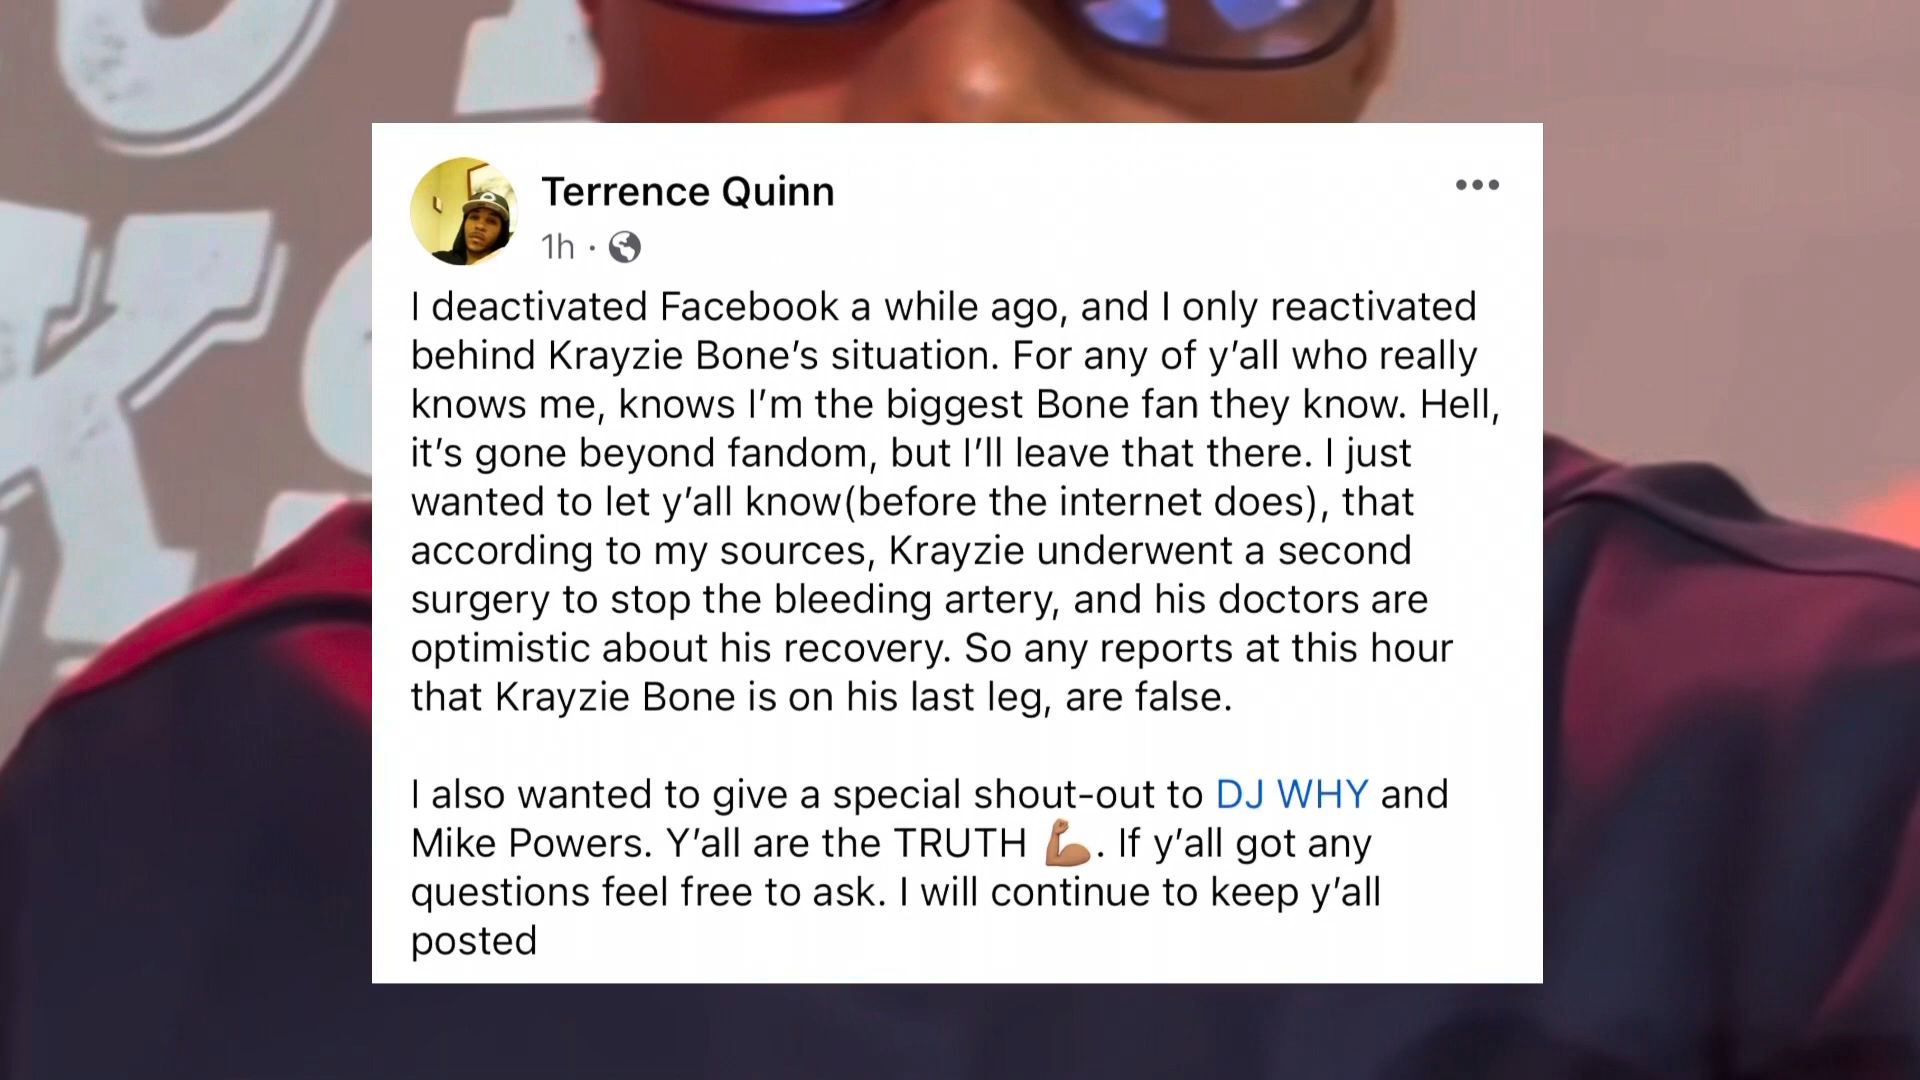 Terrence Quinn
1h ·
I deactivated Facebook a while ago, and I only reactivated
behind Krayzie Bone’s situation. For any of y’all who really
knows me, knows I’m the biggest Bone fan they know. Hell,
it’s gone beyond fandom, but I’ll leave that there. I just
wanted to let y’all know(before the internet does), that
according to my sources, Krayzie underwent a second
surgery to stop the bleeding artery, and his doctors are
optimistic about his recovery. So any reports at this hour
that Krayzie Bone is on his last leg, are false.
I also wanted to give a special shout-out to DJ WHY and
Mike Powers. Y’all are the TRUTH 💪🏽. If y’all got any
questions feel free to ask. I will continue to keep y’all
posted